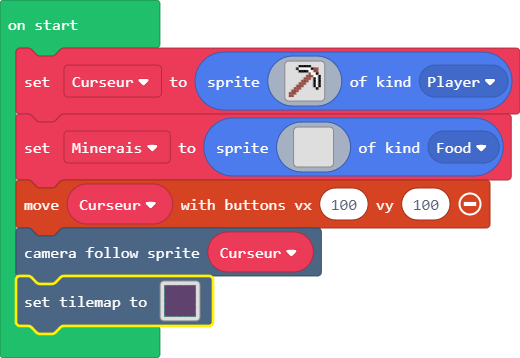 on start
set Curseur to sprite of kind Player
set Minerais to sprite of kind Food
move Curseur with buttons vx 100 vy 100
camera follow sprite Curseur
set tilemap to